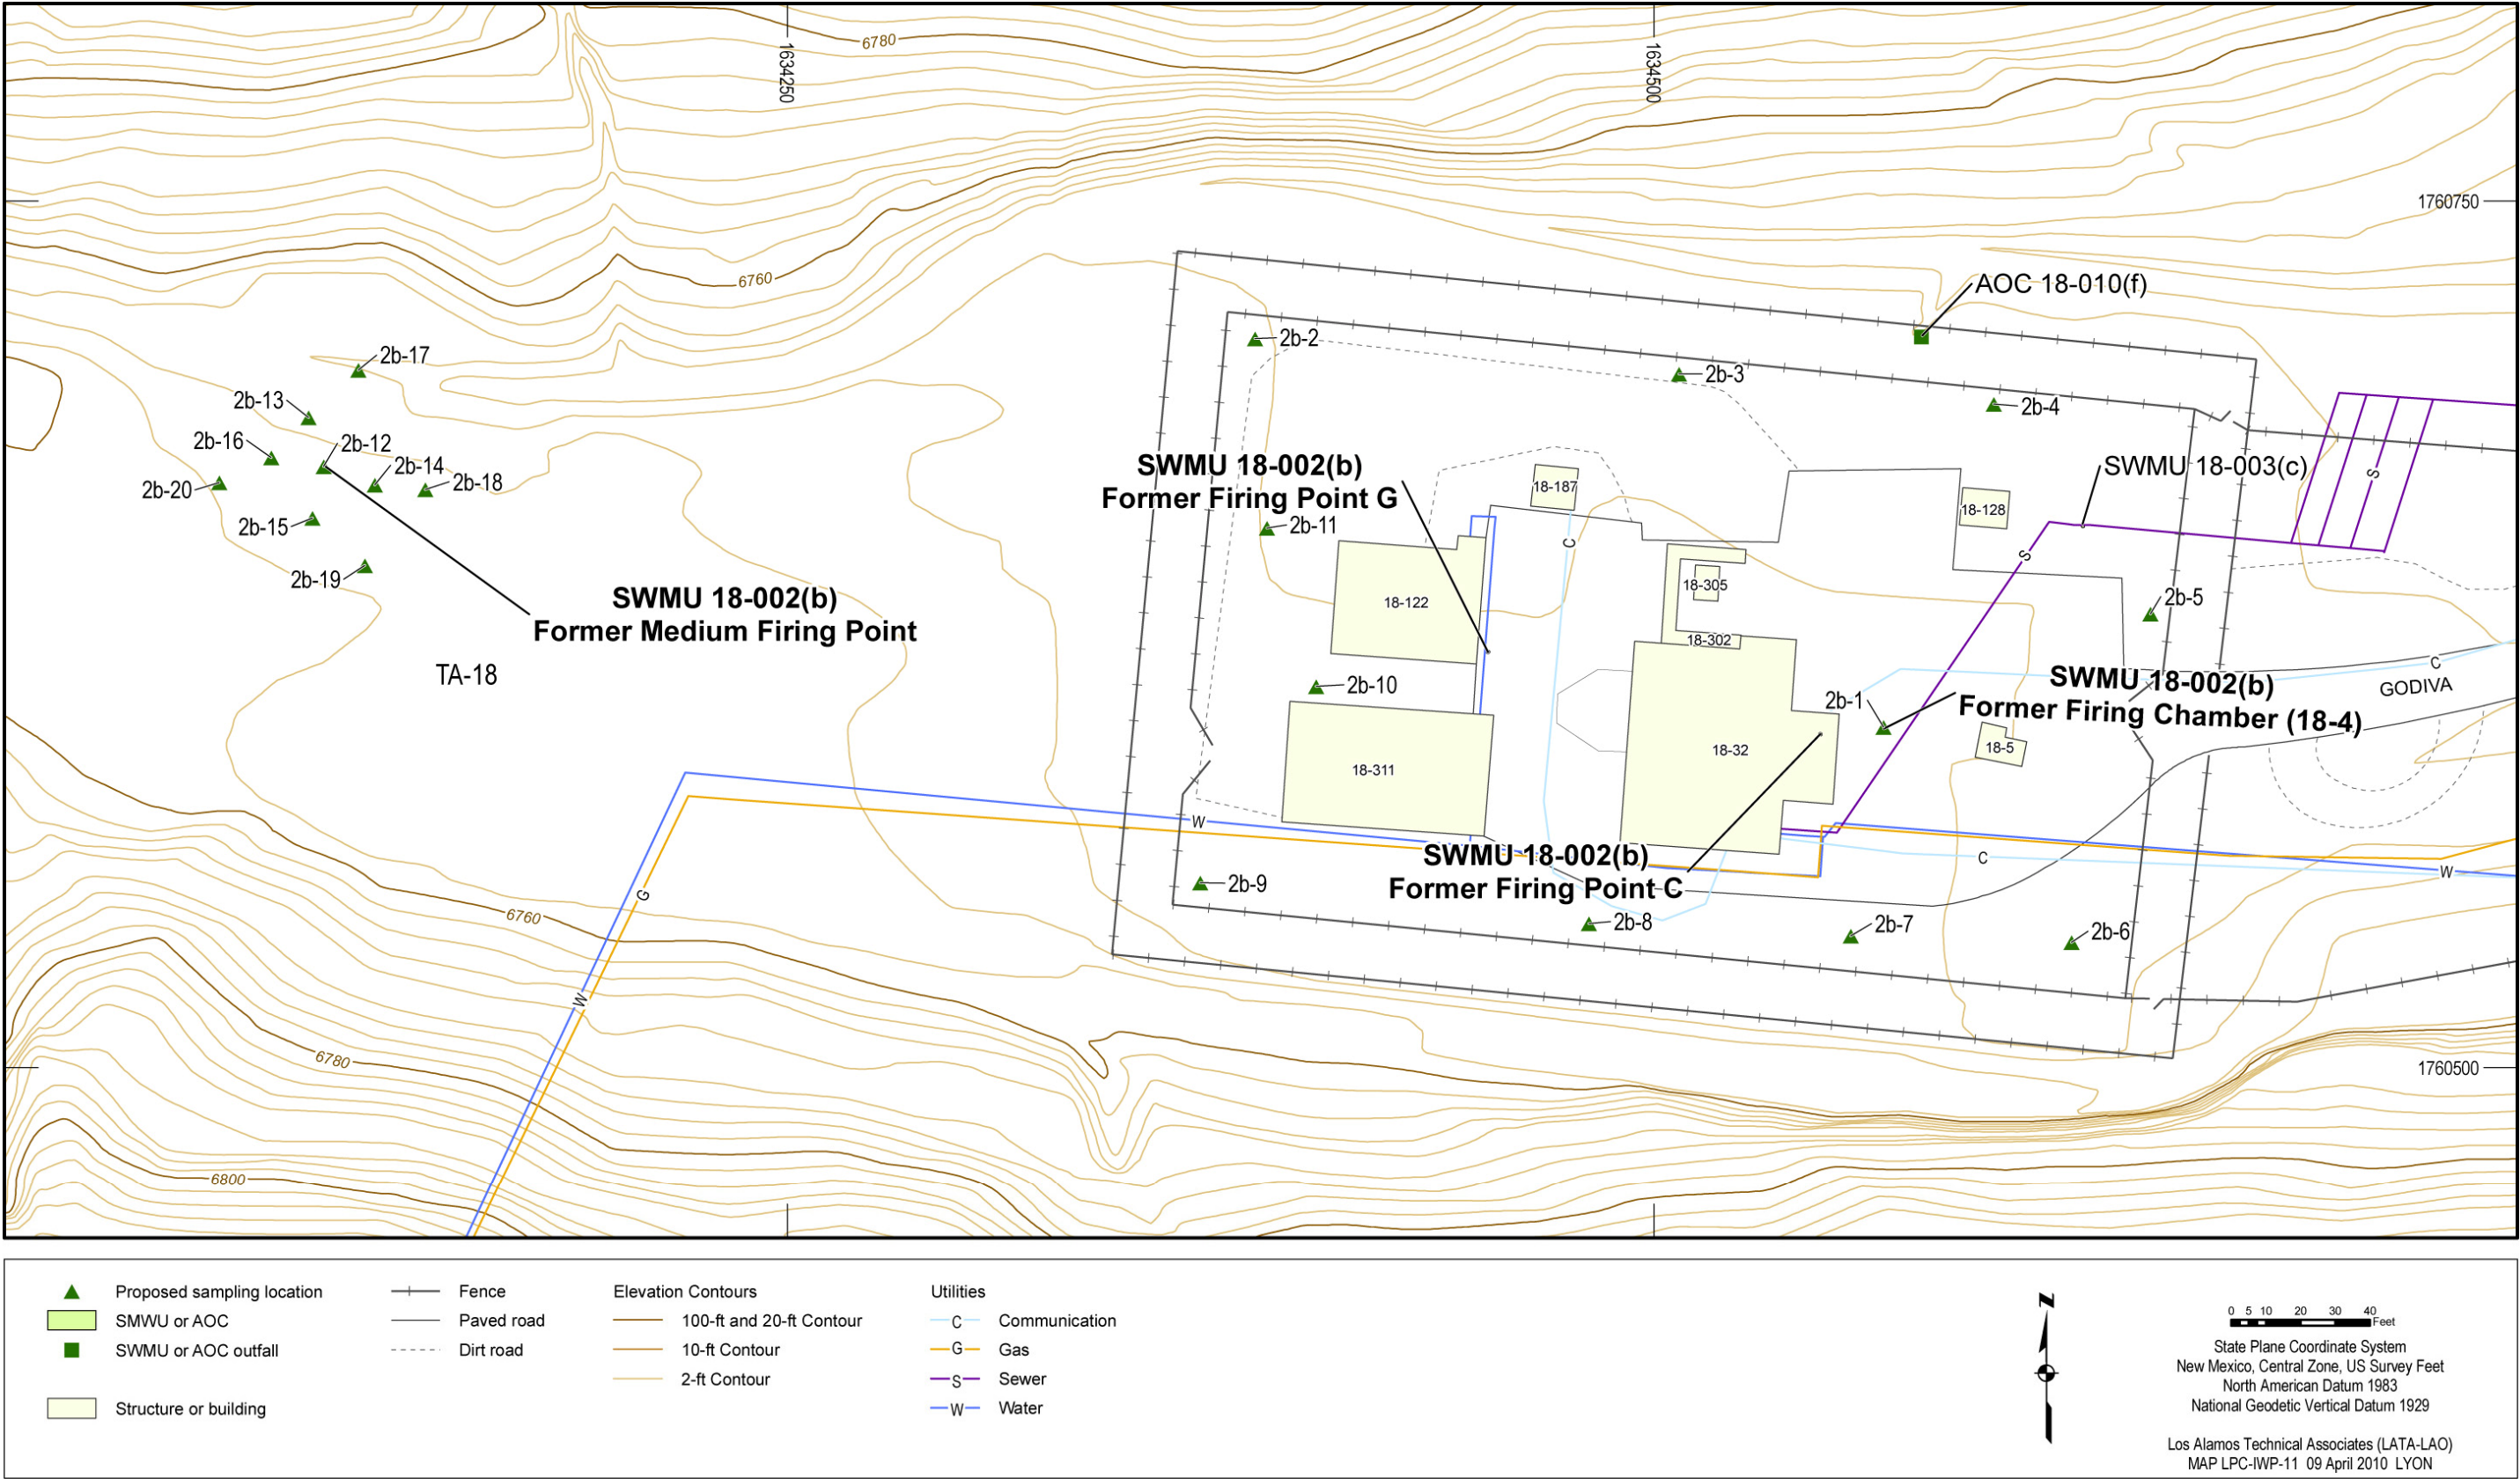 6780
1634250
1634500
1760750
6760
AOC 18-010(f)
2b-17
2b-2
2b-3
2b-4
2b-13
2b-16
2b-12
2b-14
2b-18
2b-20
2b-15
2b-19
SWMU 18-002(b)
Former Firing Point G
18-187
SWMU 18-003(c)
S
18-128
2b-11
C
S
18-305
18-122
2b-5
SWMU 18-002(b)
Former Medium Firing Point
18-302
TA-18
2b-10
2b-1
SWMU 18-002(b)
Former Firing Chamber (18-4)
C
GODIVA
18-32
18-5
18-311
W
SWMU 18-002(b)
Former Firing Point C
C
W
G
2b-9
6760
2b-8
2b-7
2b-6
W
6780
1760500
6800
Proposed sampling location
SMWU or AOC
SWMU or AOC outfall
Structure or building
Fence
Paved road
Dirt road
Elevation Contours
100-ft and 20-ft Contour
10-ft Contour
2-ft Contour
Utilities
C Communication
G Gas
S Sewer
W Water
N
0 5 10 20 30 40
Feet
State Plane Coordinate System
New Mexico, Central Zone, US Survey Feet
North American Datum 1983
National Geodetic Vertical Datum 1929
Los Alamos Technical Associates (LATA-LAO)
MAP LPC-IWP-11 09 April 2010 LYON